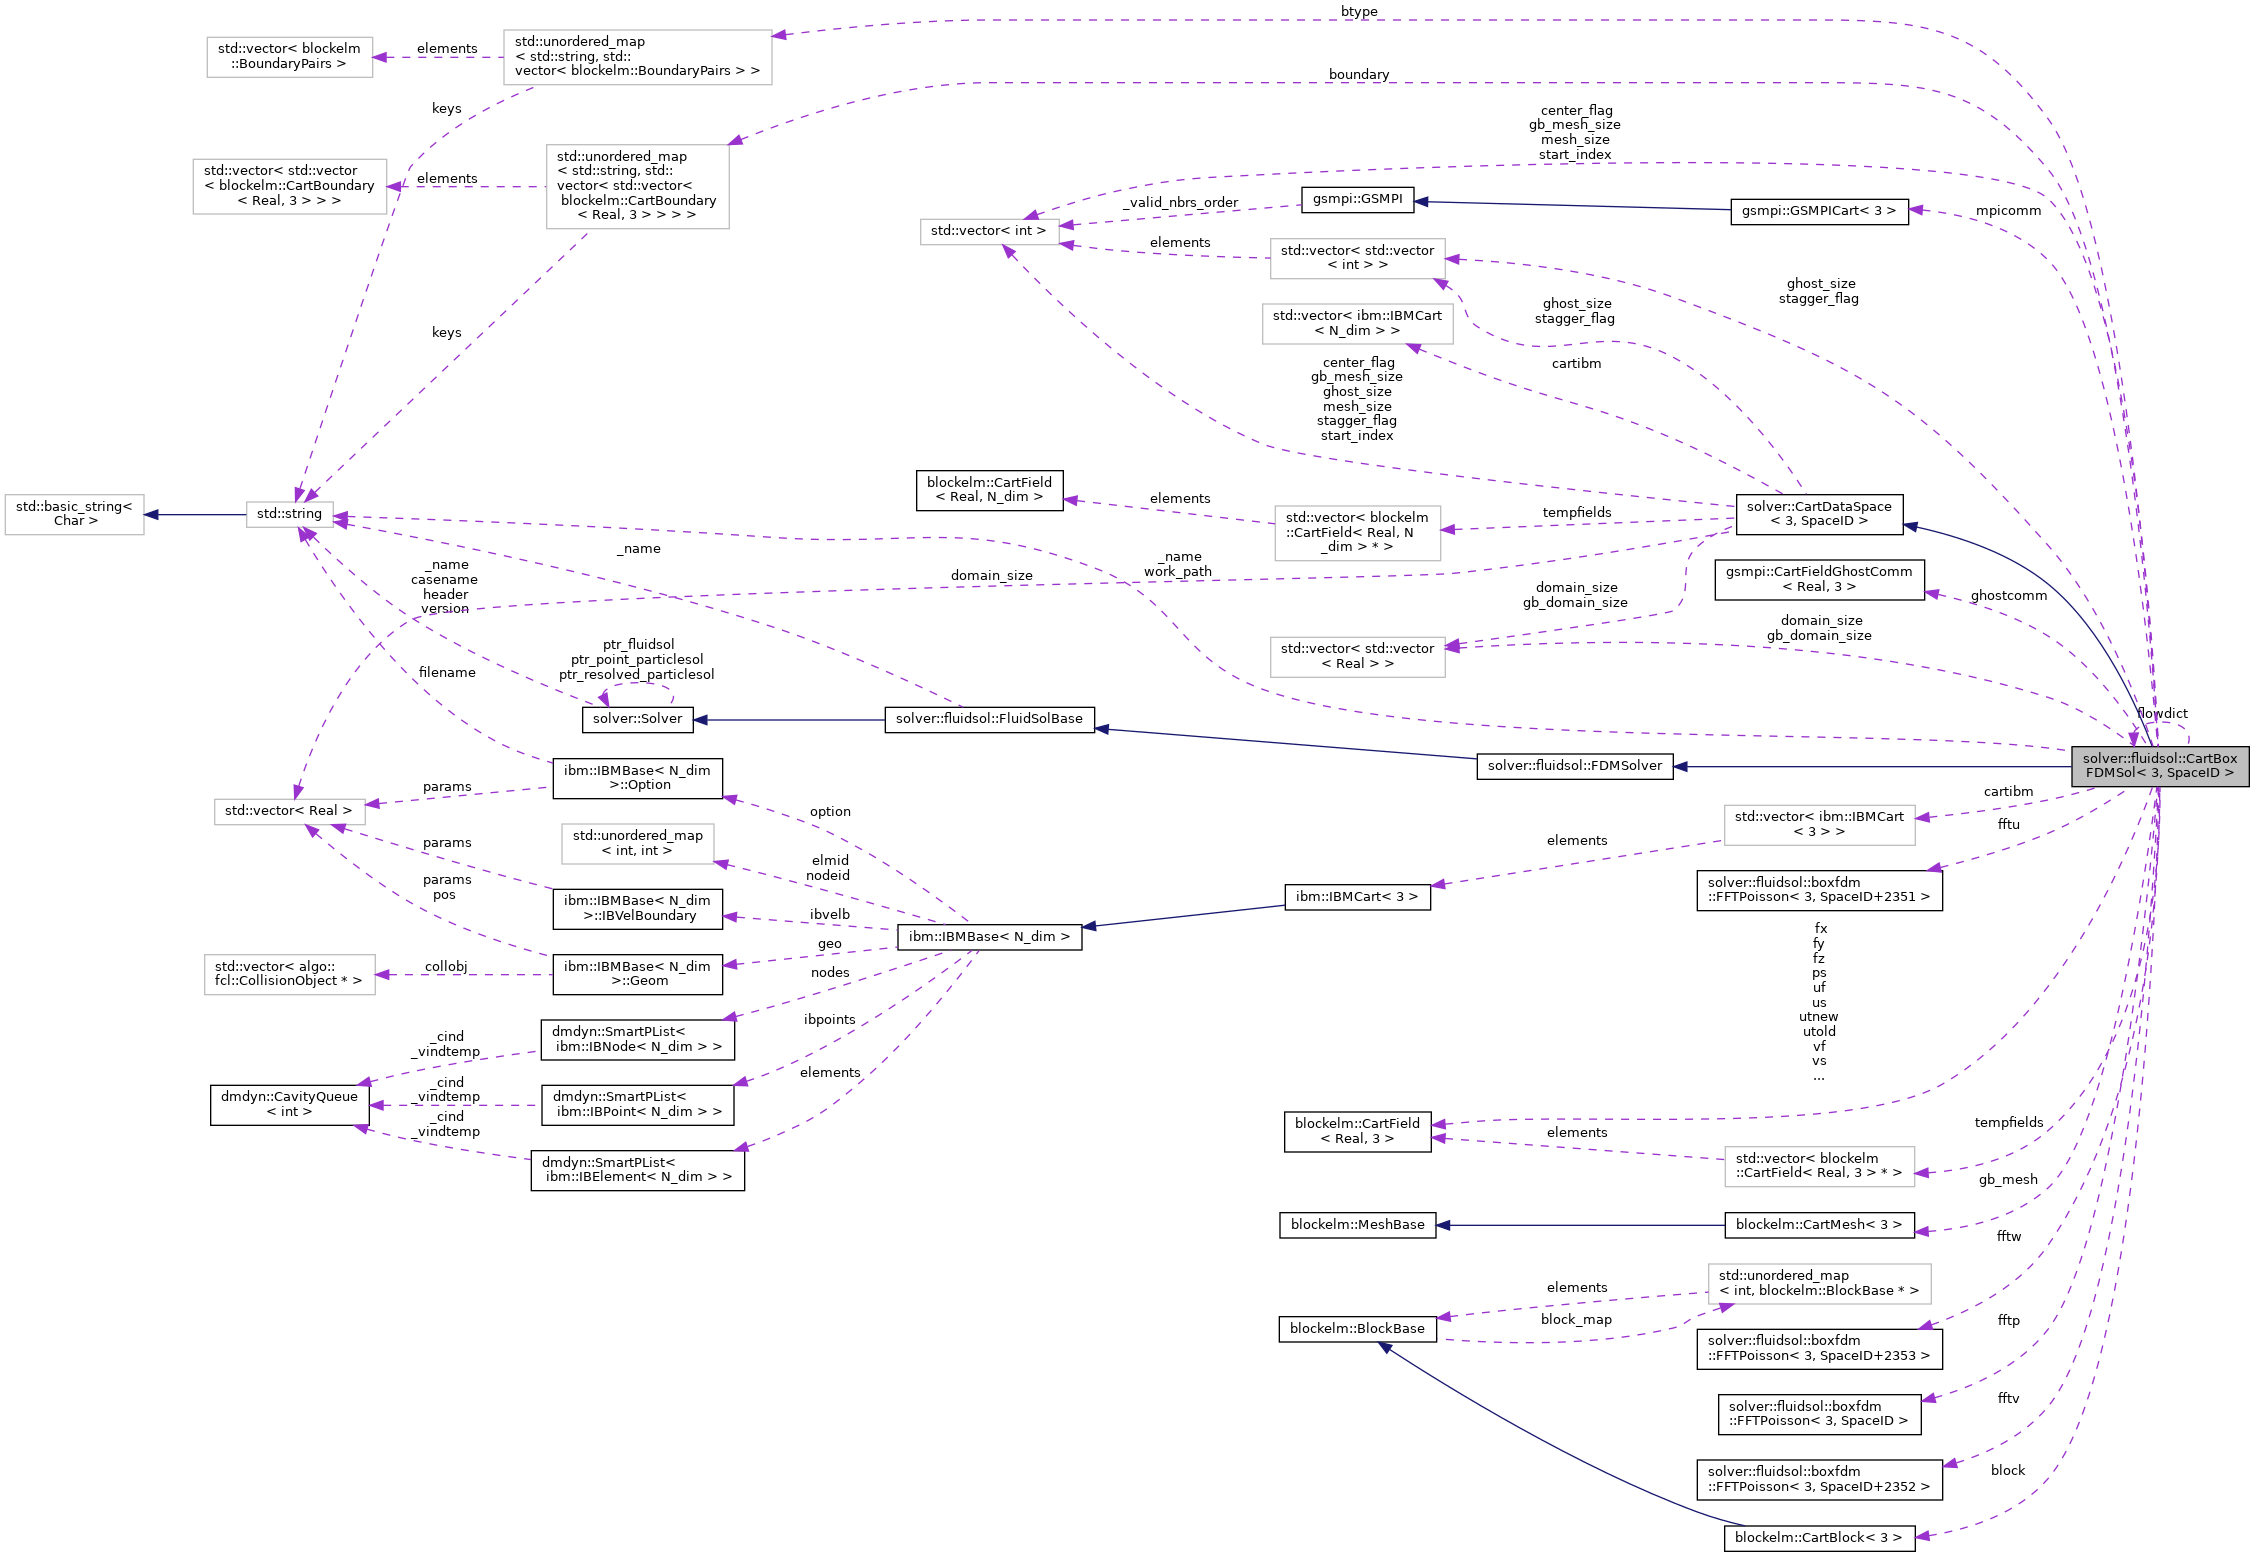 btype
std::vector< blockelm
::BoundaryPairs >
elements
std::unordered_map
< std::string, std::
vector< blockelm::BoundaryPairs > >
boundary
keys
center_flag
gb_mesh_size
mesh_size
start_index
std::vector< std::vector
< blockelm::CartBoundary
< Real, 3 > > >
elements
std::unordered_map
< std::string, std::
vector< std::vector<
blockelm::CartBoundary
< Real, 3 > > > >
_valid_nbrs_order
gsmpi::GSMPI
gsmpi::GSMPICart< 3 >
mpicomm
std::vector< int >
elements
std::vector< std::vector
< int > >
ghost_size
stagger_flag
ghost_size
stagger_flag
std::vector< ibm::IBMCart
< N_dim > >
keys
cartibm
center_flag
gb_mesh_size
ghost_size
mesh_size
stagger_flag
start_index
blockelm::CartField
< Real, N_dim >
elements
std::vector< blockelm
::CartField< Real, N
_dim > * >
tempfields
solver::CartDataSpace
< 3, SpaceID >
std::basic_string<
Char >
std::string
_name
_name
work_path
domain_size
_name
casename
header
version
domain_size
gb_domain_size
gsmpi::CartFieldGhostComm
< Real, 3 >
ghostcomm
std::vector< std::vector
< Real > >
domain_size
gb_domain_size
ptr_fluidsol
ptr_point_particlesol
ptr_resolved_particlesol
filename
solver::Solver
solver::fluidsol::FluidSolBase
solver::fluidsol::FDMSolver
flowdict
solver::fluidsol::CartBox
FDMSol< 3, SpaceID >
ibm::IBMBase< N_dim
>::Option
params
std::vector< Real >
option
std::unordered_map
< int, int >
params
elmid
nodeid
cartibm
std::vector< ibm::IBMCart
< 3 > >
fftu
elements
ibm::IBMCart< 3 >
solver::fluidsol::boxfdm
::FFTPoisson< 3, SpaceID+2351 >
params
pos
ibm::IBMBase< N_dim
>::IBVelBoundary
ibvelb
ibm::IBMBase< N_dim >
geo
std::vector< algo::
fcl::CollisionObject * >
collobj
ibm::IBMBase< N_dim
>::Geom
nodes
fx
fy
fz
ps
uf
us
utnew
utold
vf
vs
...
_cind
_vindtemp
dmdyn::SmartPList<
ibm::IBNode< N_dim > >
ibpoints
dmdyn::CavityQueue
< int >
_cind
_vindtemp
dmdyn::SmartPList<
ibm::IBPoint< N_dim > >
elements
_cind
_vindtemp
dmdyn::SmartPList<
ibm::IBElement< N_dim > >
blockelm::CartField
< Real, 3 >
elements
std::vector< blockelm
::CartField< Real, 3 > * >
tempfields
gb_mesh
blockelm::MeshBase
blockelm::CartMesh< 3 >
fftw
std::unordered_map
< int, blockelm::BlockBase * >
elements
block_map
blockelm::BlockBase
solver::fluidsol::boxfdm
::FFTPoisson< 3, SpaceID+2353 >
fftp
solver::fluidsol::boxfdm
::FFTPoisson< 3, SpaceID >
fftv
solver::fluidsol::boxfdm
::FFTPoisson< 3, SpaceID+2352 >
block
blockelm::CartBlock< 3 >